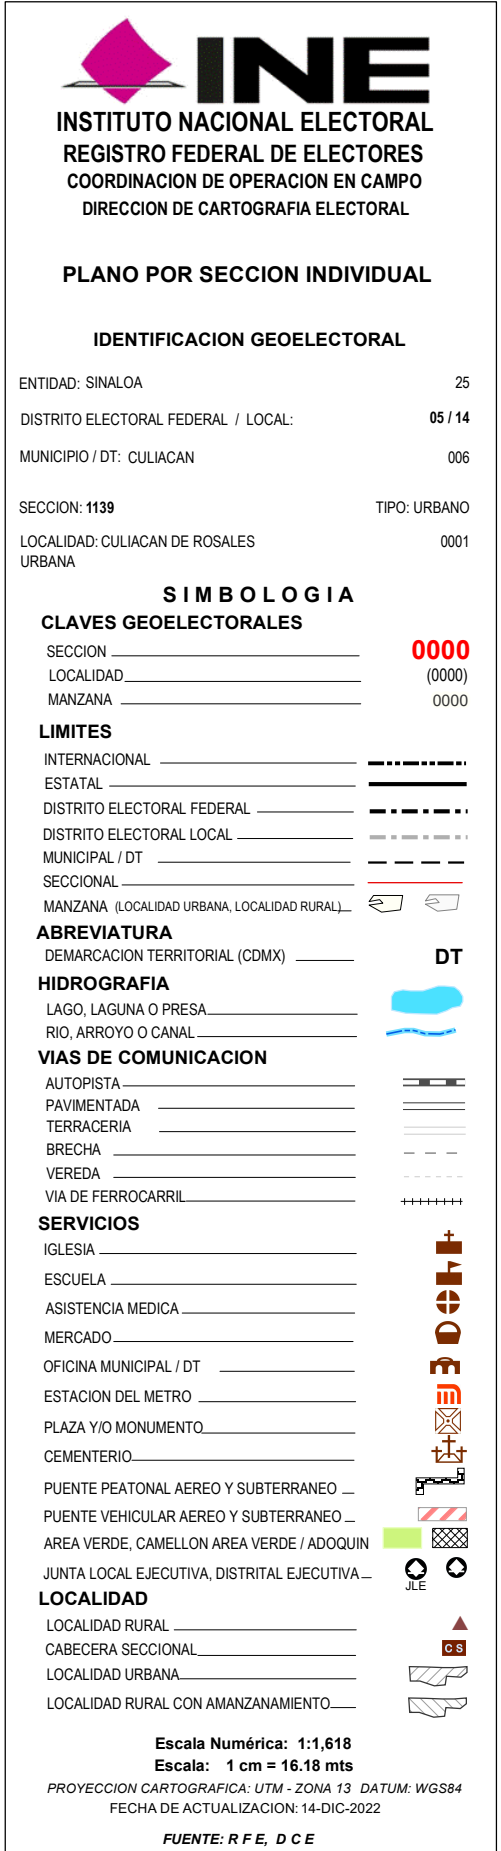 INE
INSTITUTO NACIONAL ELECTORAL
REGISTRO FEDERAL DE ELECTORES
COORDINACION DE OPERACION EN CAMPO
DIRECCION DE CARTOGRAFIA ELECTORAL
PLANO POR SECCION INDIVIDUAL
IDENTIFICACION GEOELECTORAL
ENTIDAD: SINALOA 25
DISTRITO ELECTORAL FEDERAL / LOCAL: 05 / 14
MUNICIPIO / DT: CULIACAN 006
SECCION: 1139 TIPO: URBANO
LOCALIDAD: CULIACAN DE ROSALES 0001
URBANA
SIMBOLOGIA
CLAVES GEOELECTORALES
SECCION 0000
LOCALIDAD (0000)
MANZANA 0000
LIMITES
INTERNACIONAL
ESTATAL
DISTRITO ELECTORAL FEDERAL
DISTRITO ELECTORAL LOCAL
MUNICIPAL / DT
SECCIONAL
MANZANA (LOCALIDAD URBANA, LOCALIDAD RURAL)
ABREVIATURA
DEMARCACION TERRITORIAL (CDMX) DT
HIDROGRAFIA
LAGO, LAGUNA O PRESA
RIO, ARROYO O CANAL
VIAS DE COMUNICACION
AUTOPISTA
PAVIMENTADA
TERRACERIA
BRECHA
VEREDA
VIA DE FERROCARRIL
SERVICIOS
IGLESIA
ESCUELA
ASISTENCIA MEDICA
MERCADO
OFICINA MUNICIPAL / DT
ESTACION DEL METRO
PLAZA Y/O MONUMENTO
CEMENTERIO
PUENTE PEATONAL AEREO Y SUBTERRANEO
PUENTE VEHICULAR AEREO Y SUBTERRANEO
AREA VERDE, CAMELLON AREA VERDE / ADOQUIN
JUNTA LOCAL EJECUTIVA, DISTRITAL EJECUTIVA
JLE
LOCALIDAD
LOCALIDAD RURAL
CABECERA SECCIONAL C S
LOCALIDAD URBANA
LOCALIDAD RURAL CON AMANZANAMIENTO
Escala Numérica: 1:1,618
Escala: 1 cm = 16.18 mts
PROYECCION CARTOGRAFICA: UTM - ZONA 13 DATUM: WGS84
FECHA DE ACTUALIZACION: 14-DIC-2022
FUENTE: R F E, D C E